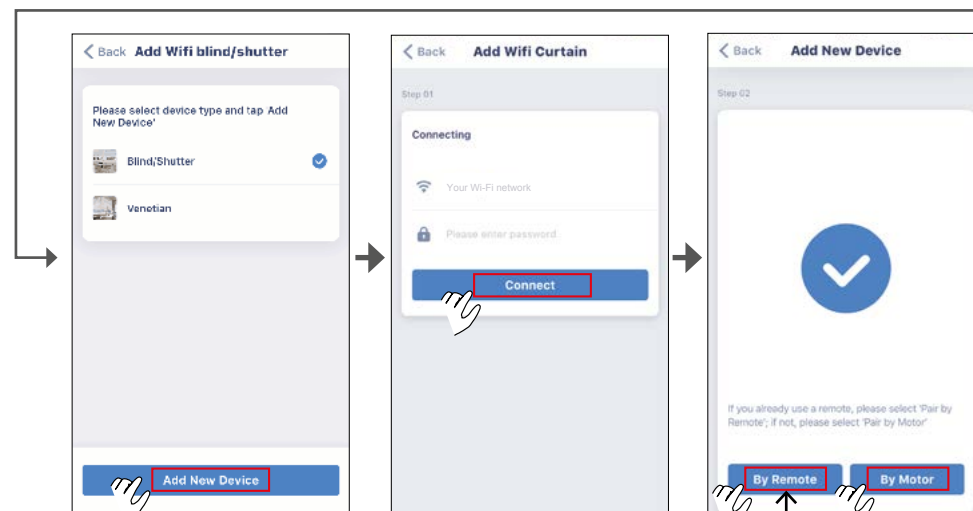 Back Add Wifi blind/shutter
Please select device type and tap 'Add
New Device'
Blind/Shutter
Venetian
Add New Device
Back Add Wifi Curtain
Step 01
Connecting
Your Wi-Fi network
Please enter password
Connect
Back Add New Device
Step 02
If you already use a remote, please select 'Pair by
Remote'; if not, please select 'Pair by Motor'
By Remote
By Motor